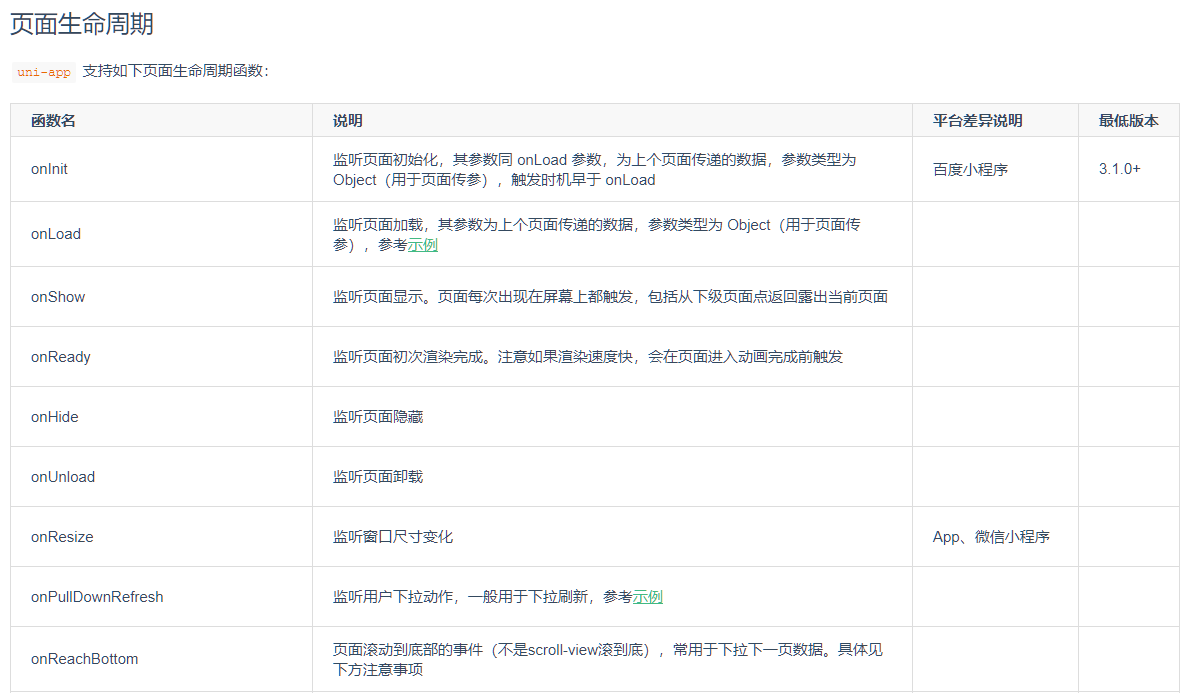 页面生命周期
uni-app 支持如下页面生命周期函数：
函数名 说明 平台差异说明 最低版本
onInit 监听页面初始化，其参数同 onLoad 参数，为上个页面传递的数据，参数类型为 Object（用于页面传参），触发时机早于 onLoad 百度小程序 3.1.0+
onLoad 监听页面加载，其参数为上个页面传递的数据，参数类型为 Object（用于页面传参），参考示例
onShow 监听页面显示。页面每次出现在屏幕上都触发，包括从下级页面点返回露出当前页面
onReady 监听页面初次渲染完成。注意如果渲染速度快，会在页面进入动画完成前触发
onHide 监听页面隐藏
onUnload 监听页面卸载
onResize 监听窗口尺寸变化 App、微信小程序
onPullDownRefresh 监听用户下拉动作，一般用于下拉刷新，参考示例
onReachBottom 页面滚动到底部的事件（不是scroll-view滚到底），常用于下拉下一页数据。具体见下方注意事项